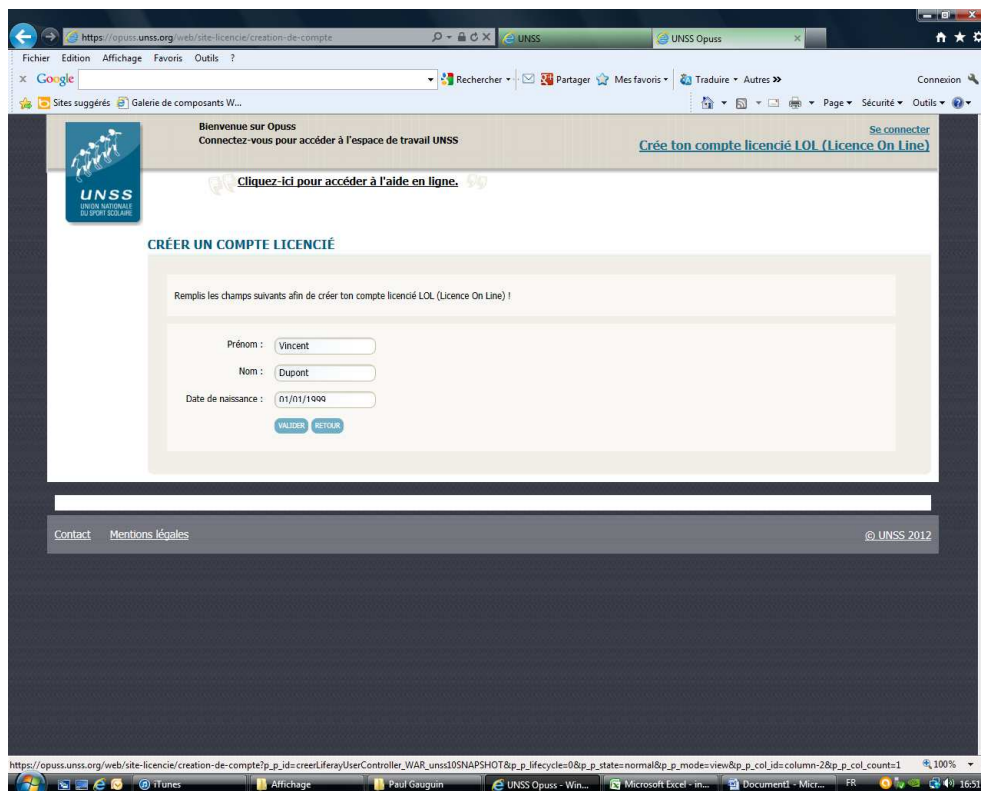 https://opuss.unss.org/web/site-licencie/creation-de-compte
UNSS
UNSS Opuss
Fichier Edition Affichage Favoris Outils ?
x Google
Rechercher
Partager
Mes favoris
Traduire
Autres »
Connexion
Sites suggérés
Galerie de composants W...
Page
Sécurité
Outils
Bienvenue sur Opuss
Connectez-vous pour accéder à l'espace de travail UNSS
Se connecter
Crée ton compte licencié LOL (Licence On Line)
UNSS
UNION NATIONALE
DU SPORT SCOLAIRE
Cliquez-ici pour accéder à l'aide en ligne.
CRÉER UN COMPTE LICENCIÉ
Remplis les champs suivants afin de créer ton compte licencié LOL (Licence On Line) !
Prénom : Vincent
Nom : Dupont
Date de naissance : 01/01/1999
VALIDER RETOUR
Contact Mentions légales
© UNSS 2012
https://opuss.unss.org/web/site-licencie/creation-de-compte?p_p_id=creerLiferayUserController_WAR_unss10SNAPSHOT&p_p_lifecycle=0&p_p_state=normal&p_p_mode=view&p_p_col_id=column-2&p_p_col_count=1
100%
iTunes
Affichage
Paul Gauguin
UNSS Opuss - Win...
Microsoft Excel - in...
Document1 - Micr...
FR
16:51